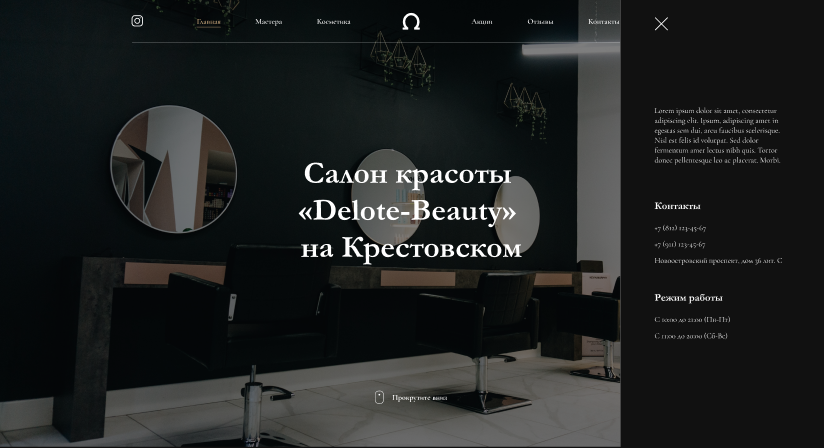 Главная
Мастера
Косметика
Акции
Отзывы
Контакты
Салон красоты
«Delote-Beauty»
на Крестовском
Прокрутите вниз
Lorem ipsum dolor sit amet, consectetur
adipiscing elit. Ipsum, adipiscing amet in
egestas sem dui, arcu faucibus scelerisque.
Nisl est felis id volutpat. Sed dolor
fermentum amet lectus nibh quis. Tortor
donec pellentesque leo ac placerat. Morbi.
Контакты
+7 (812) 123-45-67
+7 (911) 123-45-67
Новоостровский проспект, дом 36 лит. С
Режим работы
С 10:00 до 21:00 (Пн-Пт)
С 11:00 до 20:00 (Сб-Вс)